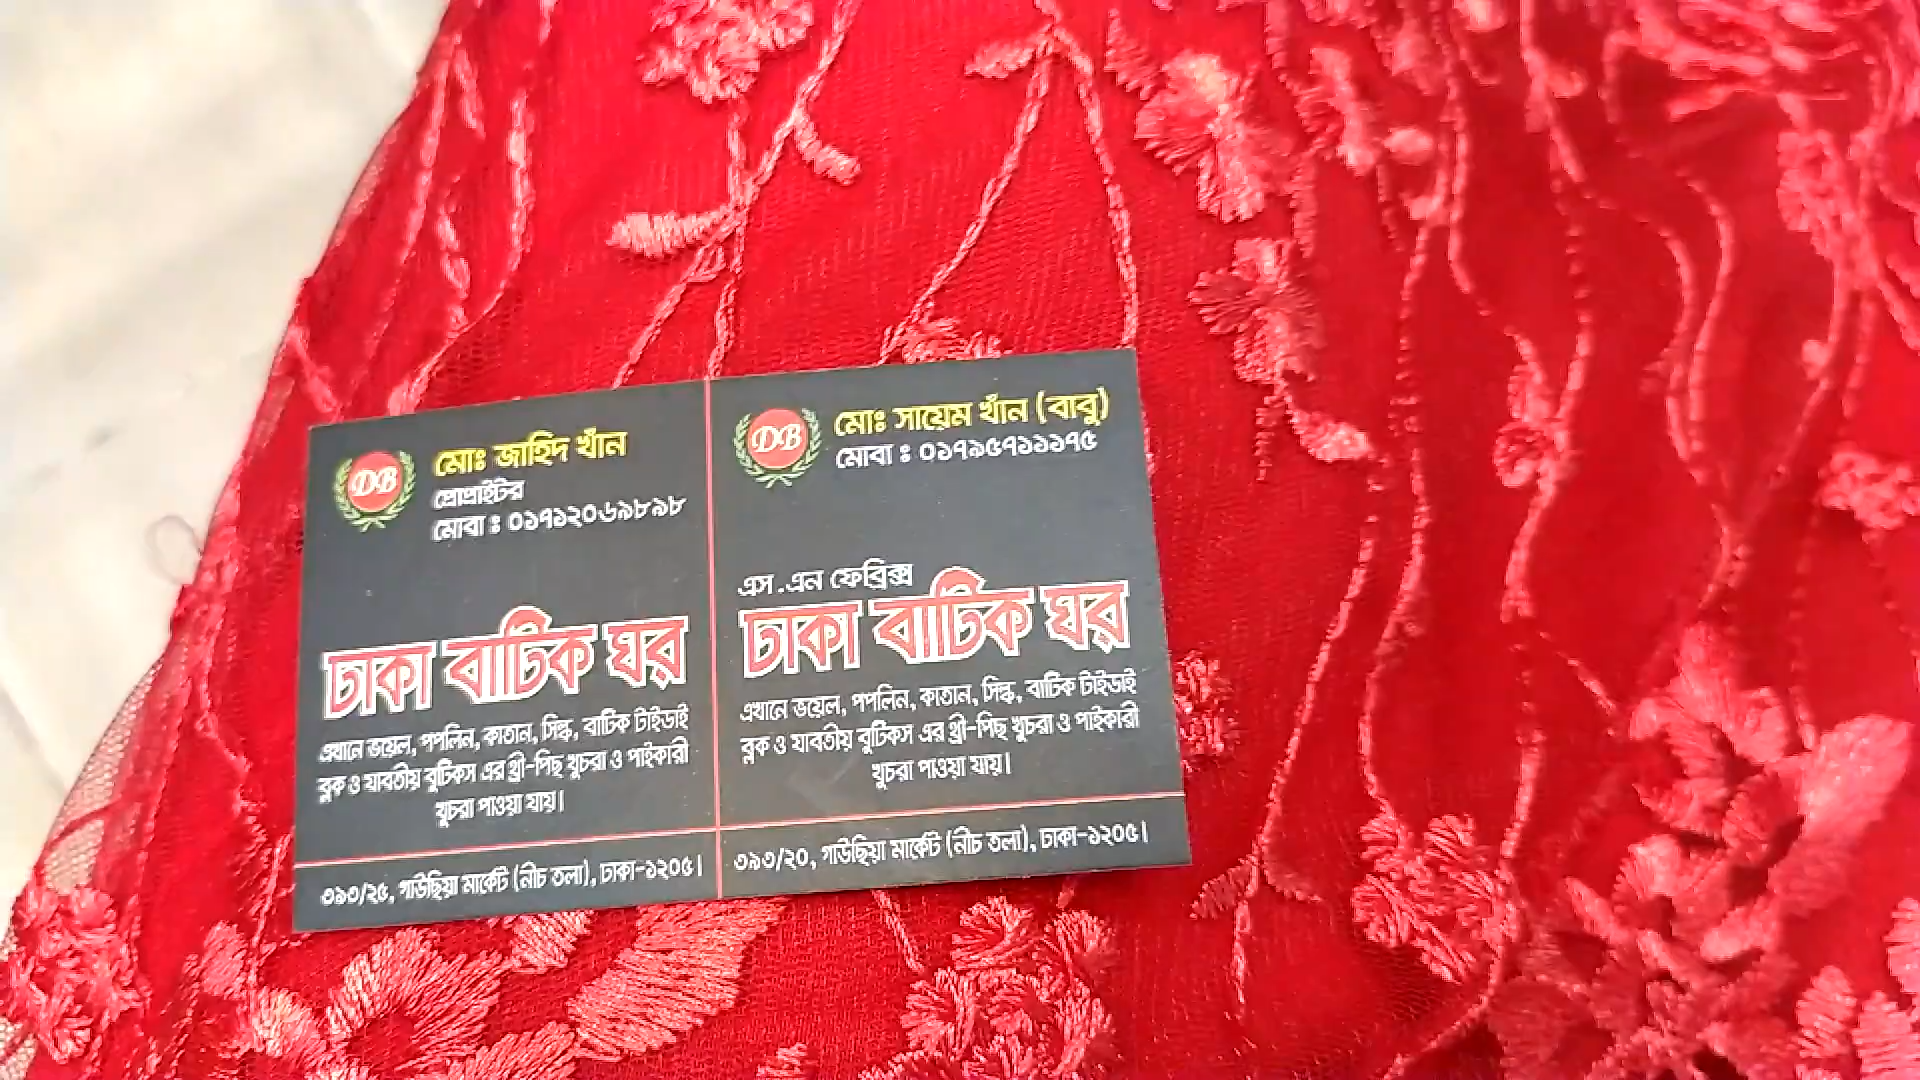 DB
মোঃ জাহিদ খাঁন
প্রোপ্রাইটর
মোবা : ০১৭১২০৬৯৮৯৮
ঢাকা বাটিক ঘর
এখানে ভয়েল, পপলিন, কাতান, সিল্ক, বাটিক টাইডাই
ব্লক ও যাবতীয় বুটিকস এর থ্রী-পিছ খুচরা ও পাইকারী
খুচরা পাওয়া যায়।
৩৯৩/২৫, গাউছিয়া মার্কেট (নীচ তলা), ঢাকা-১২০৫।
DB
মোঃ সায়েম খাঁন (বাবু)
মোবা : ০১৭৯৫৭১১১৭৫
এস.এন ফেব্রিক্স
ঢাকা বাটিক ঘর
এখানে ভয়েল, পপলিন, কাতান, সিল্ক, বাটিক টাইডাই
ব্লক ও যাবতীয় বুটিকস এর থ্রী-পিছ খুচরা ও পাইকারী
খুচরা পাওয়া যায়।
৩৯৩/২০, গাউছিয়া মার্কেট (নীচ তলা), ঢাকা-১২০৫।